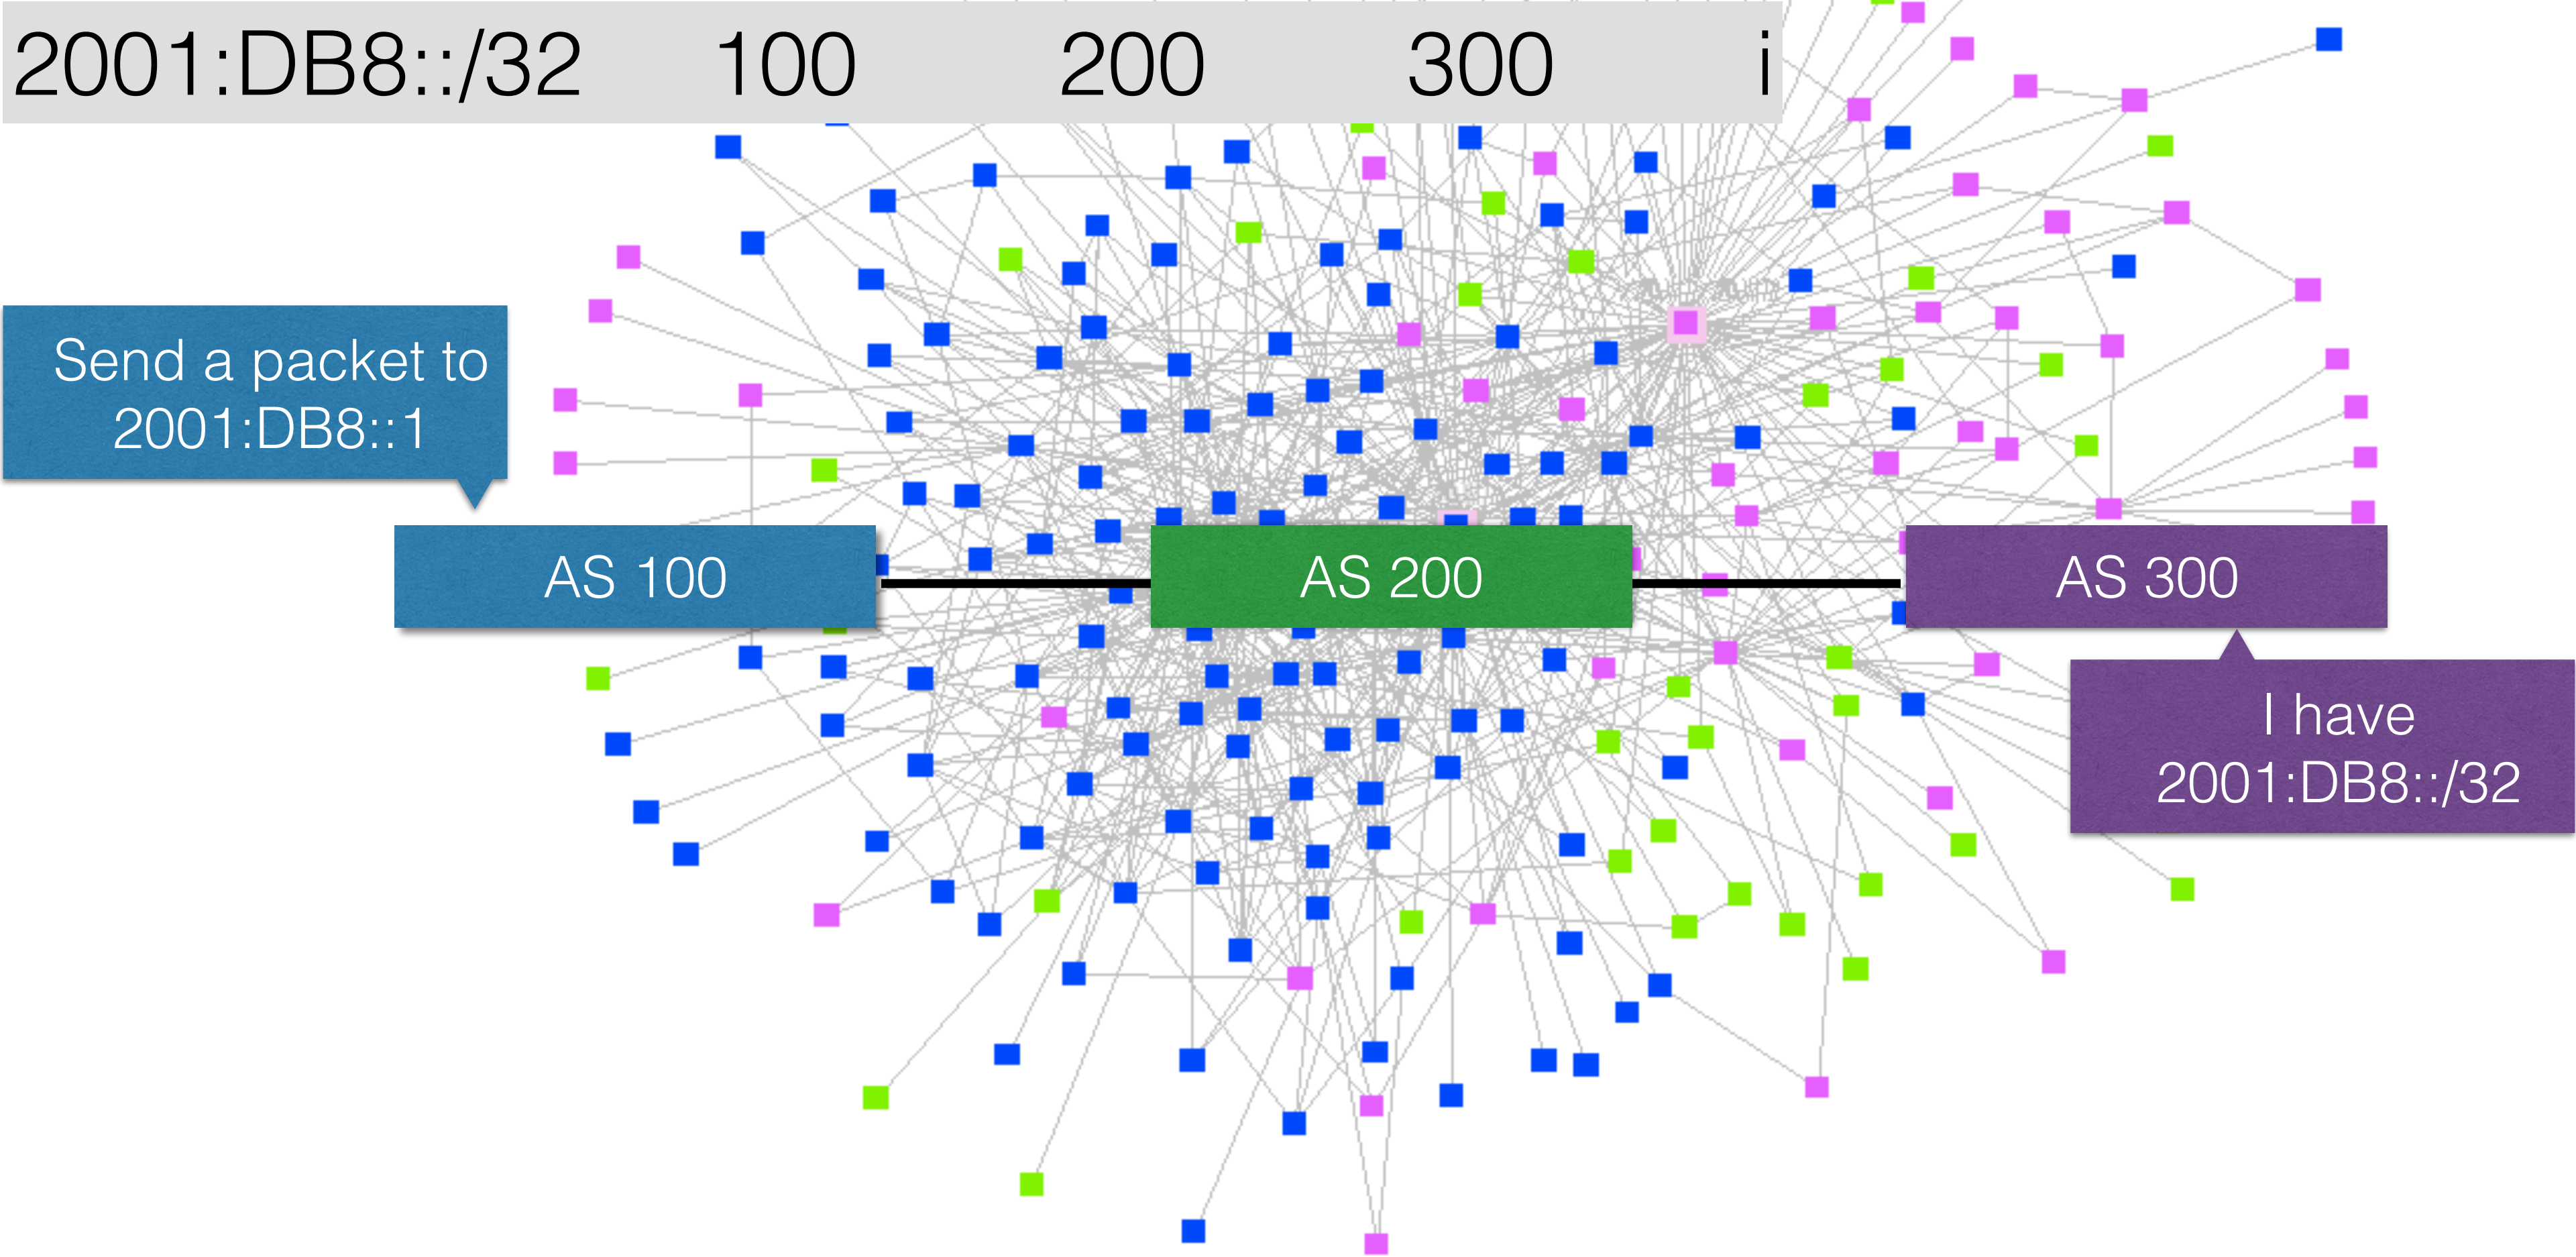 2001:DB8::/32 100 200 300 i
Send a packet to
2001:DB8::1
AS 100
AS 200
AS 300
I have
2001:DB8::/32